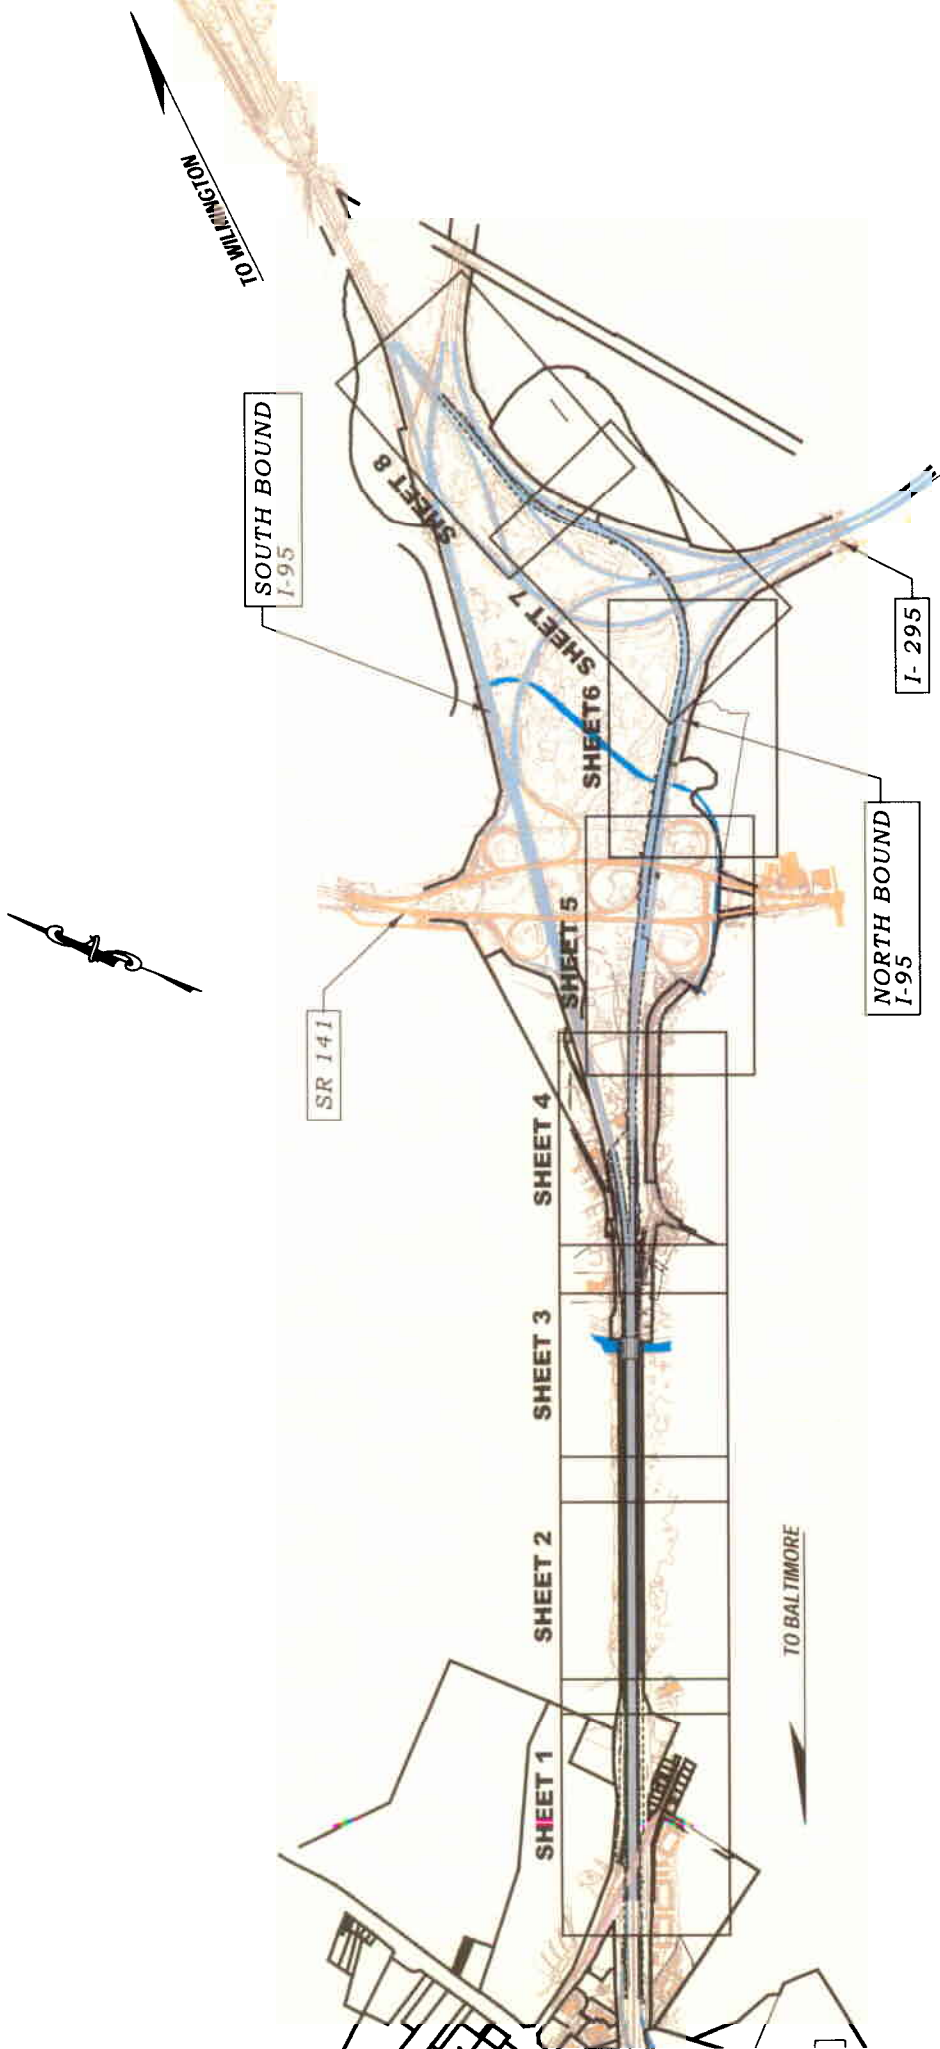 TO WILMINGTON
SOUTH BOUND
I-95
SHEET 8
SHEET 7
SHEET6
I- 295
NORTH BOUND
I-95
SHEET 5
SR 141
SHEET 4
SHEET 3
SHEET 2
TO BALTIMORE
SHEET 1